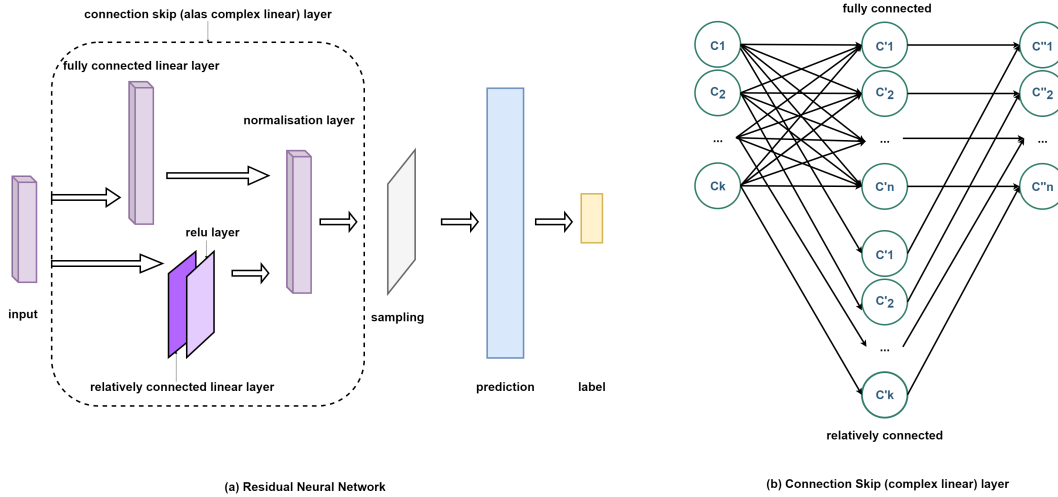 connection skip (alas complex linear) layer
fully connected linear layer
normalisation layer
relu layer
input
sampling
relatively connected linear layer
prediction
label
(a) Residual Neural Network
fully connected
C1
C'1
C"1
C2
C'2
C"2
...
...
...
Ck
C'n
C"n
C'1
C'2
...
C'k
relatively connected
(b) Connection Skip (complex linear) layer